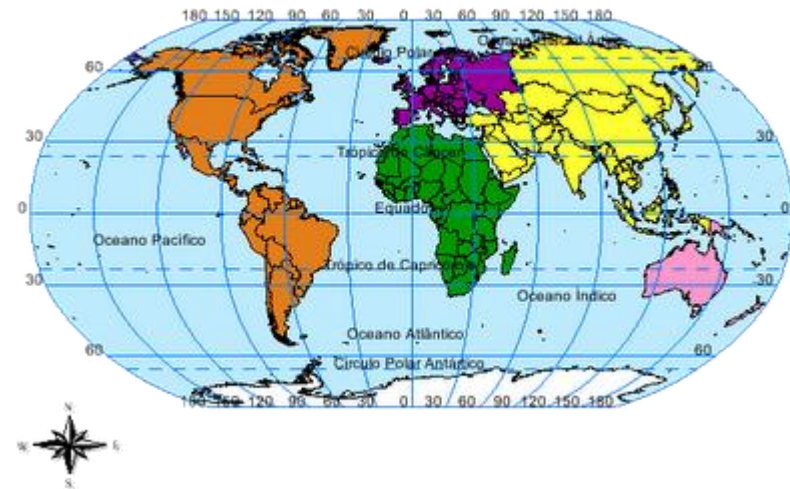 180 150 120 90 60 30 0 30 60 90 120 150 180
Círculo Polar
60 60
30 30
Trópico de Câncer
0 Equador 0
Oceano Pacífico
Trópico de Capricórnio
30 30
Oceano Índico
Oceano Atlântico
60 60
Círculo Polar Antártico
180 150 120 90 60 30 0 30 60 90 120 150 180
N.
W. E.
S.